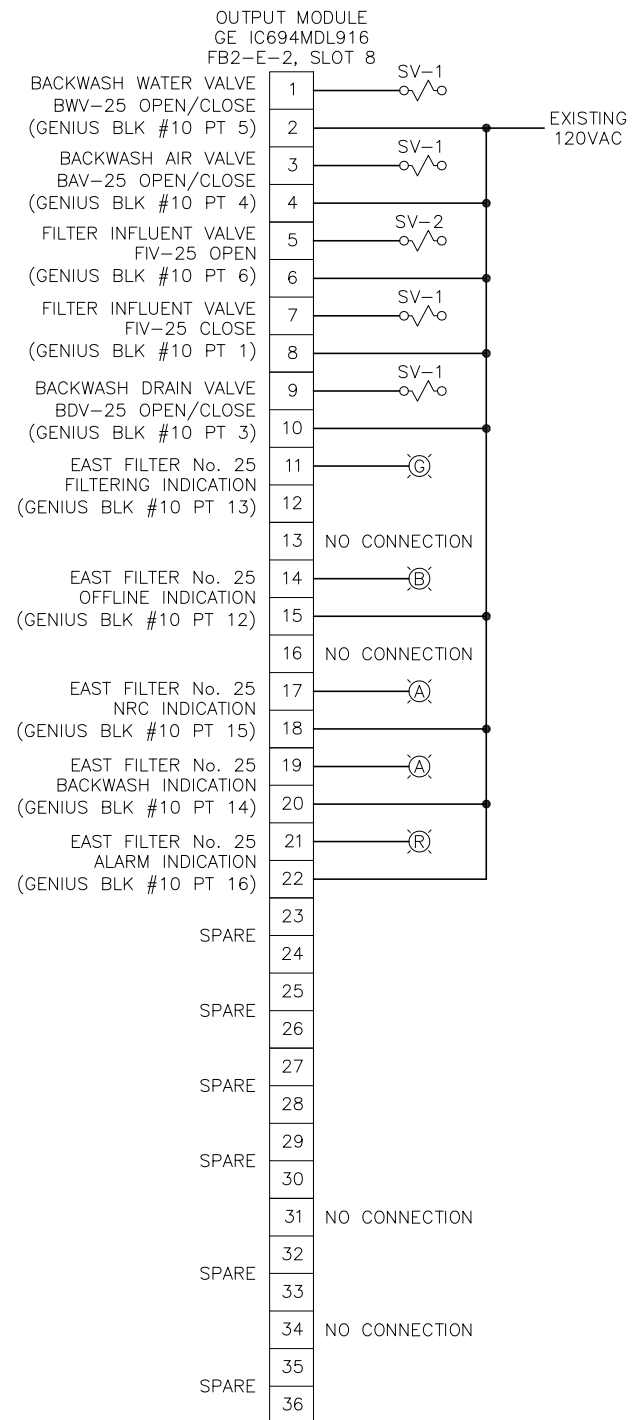 OUTPUT MODULE
GE IC694MDL916
FB2-E-2, SLOT 8
BACKWASH WATER VALVE
BWV-25 OPEN/CLOSE
(GENIUS BLK #10 PT 5)
1
SV-1
2
EXISTING
120VAC
BACKWASH AIR VALVE
BAV-25 OPEN/CLOSE
(GENIUS BLK #10 PT 4)
3
SV-1
4
FILTER INFLUENT VALVE
FIV-25 OPEN
(GENIUS BLK #10 PT 6)
5
SV-2
6
FILTER INFLUENT VALVE
FIV-25 CLOSE
(GENIUS BLK #10 PT 1)
7
SV-1
8
BACKWASH DRAIN VALVE
BDV-25 OPEN/CLOSE
(GENIUS BLK #10 PT 3)
9
SV-1
10
EAST FILTER No. 25
FILTERING INDICATION
(GENIUS BLK #10 PT 13)
11
G
12
13 NO CONNECTION
EAST FILTER No. 25
OFFLINE INDICATION
(GENIUS BLK #10 PT 12)
14
B
15
16 NO CONNECTION
EAST FILTER No. 25
NRC INDICATION
(GENIUS BLK #10 PT 15)
17
A
18
EAST FILTER No. 25
BACKWASH INDICATION
(GENIUS BLK #10 PT 14)
19
A
20
EAST FILTER No. 25
ALARM INDICATION
(GENIUS BLK #10 PT 16)
21
R
22
SPARE
23
24
SPARE
25
26
SPARE
27
28
SPARE
29
30
31 NO CONNECTION
SPARE
32
33
34 NO CONNECTION
SPARE
35
36